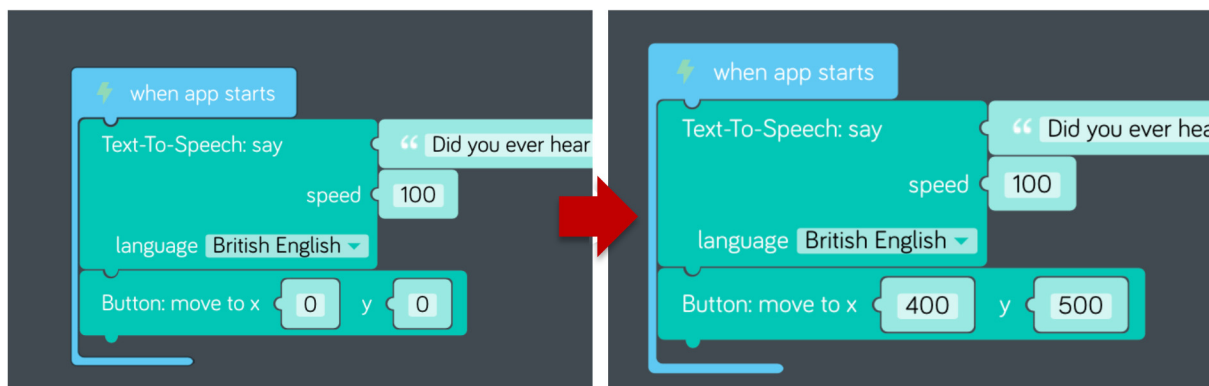 when app starts
Text-To-Speech: say “ Did you ever hear
speed 100
language British English
Button: move to x 0 y 0
when app starts
Text-To-Speech: say “ Did you ever hea
speed 100
language British English
Button: move to x 400 y 500